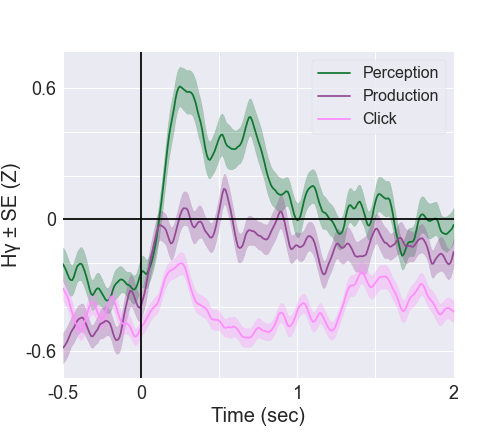 Perception
Production
Click
Hγ ± SE (Z)
0.6
0
-0.6
-0.5 0 1 2
Time (sec)